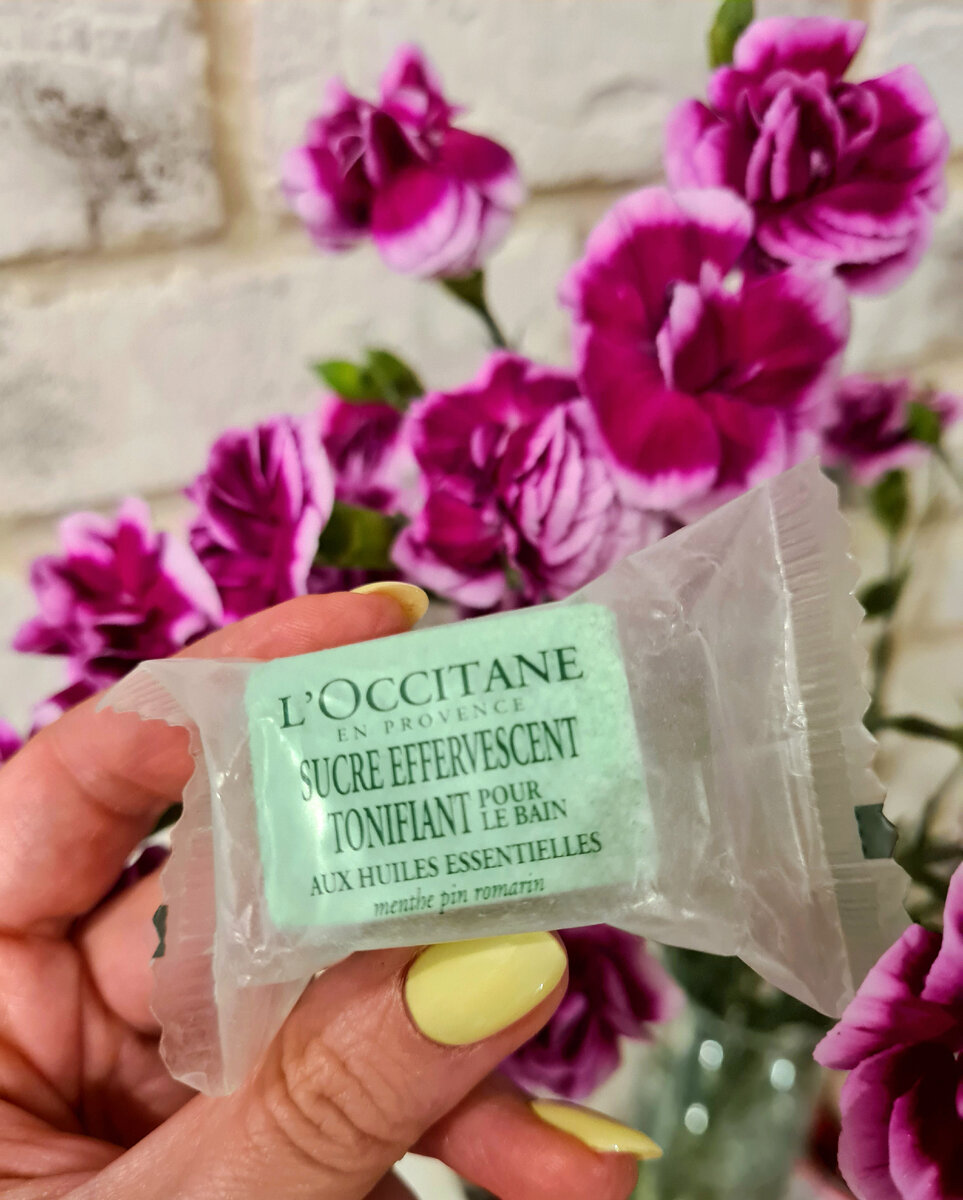 L'OCCITANE
EN PROVENCE
SUCRE EFFERVESCENT
TONIFIANT POUR LE BAIN
AUX HUILES ESSENTIELLES
menthe pin romarin